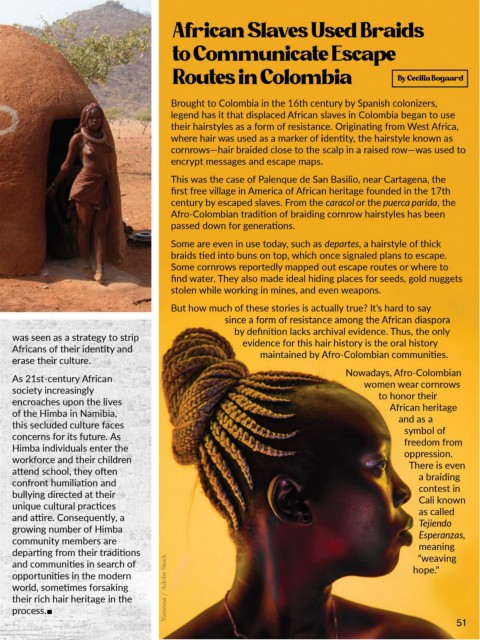 African Slaves Used Braids
to Communicate Escape
Routes in Colombia
By Cecilia Bogaard
Brought to Colombia in the 16th century by Spanish colonizers,
legend has it that displaced African slaves in Colombia began to use
their hairstyles as a form of resistance. Originating from West Africa,
where hair was used as a marker of identity, the hairstyle known as
cornrows—hair braided close to the scalp in a raised row—was used to
encrypt messages and escape maps.
This was the case of Palenque de San Basilio, near Cartagena, the
first free village in America of African heritage founded in the 17th
century by escaped slaves. From the caracol or the puerca parida, the
Afro-Colombian tradition of braiding cornrow hairstyles has been
passed down for generations.
Some are even in use today, such as departes, a hairstyle of thick
braids tied into buns on top, which once signaled plans to escape.
Some cornrows reportedly mapped out escape routes or where to
find water. They also made ideal hiding places for seeds, gold nuggets
stolen while working in mines, and even weapons.
But how much of these stories is actually true? It's hard to say
since a form of resistance among the African diaspora
by definition lacks archival evidence. Thus, the only
evidence for this hair history is the oral history
maintained by Afro-Colombian communities.
Nowadays, Afro-Colombian
women wear cornrows
to honor their
African heritage
and as a
symbol of
freedom from
oppression.
There is even
a braiding
contest in
Cali known
as called
Tejiendo
Esperanzas,
meaning
"weaving
hope."
was seen as a strategy to strip
Africans of their identity and
erase their culture.
As 21st-century African
society increasingly
encroaches upon the lives
of the Himba in Namibia,
this secluded culture faces
concerns for its future. As
Himba individuals enter the
workforce and their children
attend school, they often
confront humiliation and
bullying directed at their
unique cultural practices
and attire. Consequently, a
growing number of Himba
community members are
departing from their traditions
and communities in search of
opportunities in the modern
world, sometimes forsaking
their rich hair heritage in the
process.■
/ Adobe Stock
51